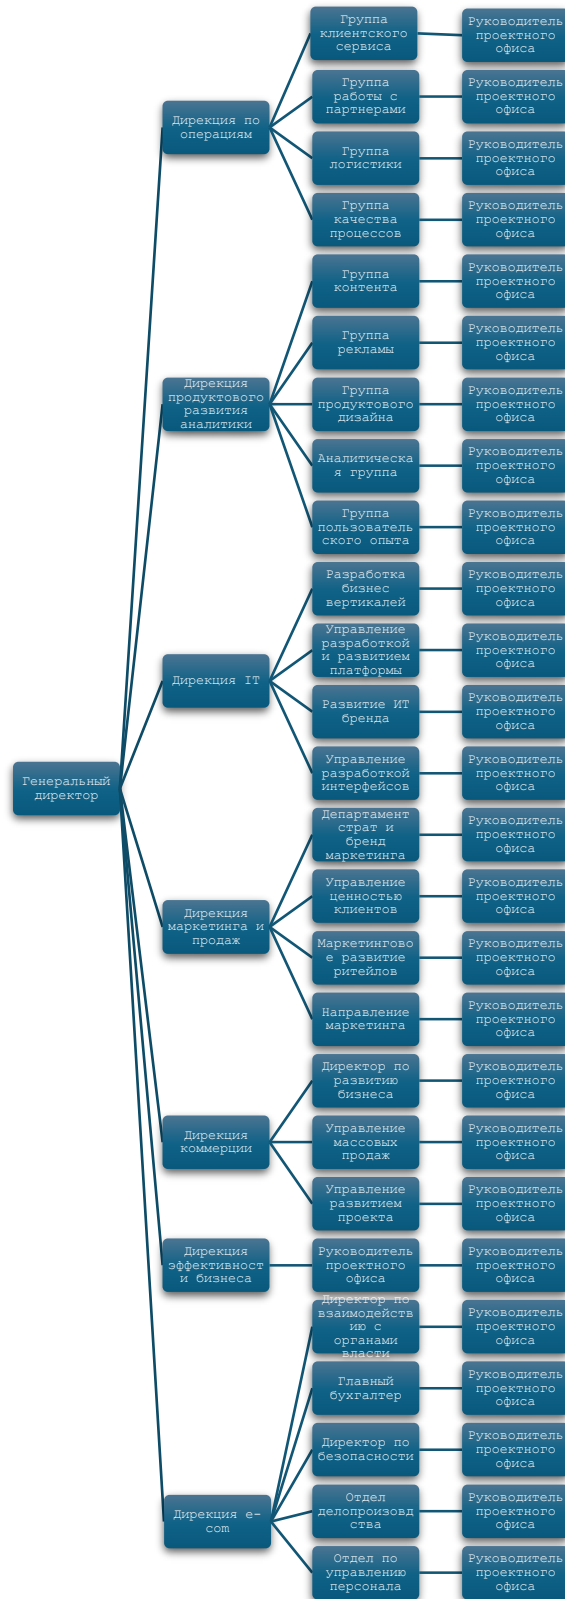 Группа
клиентского
сервиса
Руководитель
проектного
офиса
Группа
работы с
партнерами
Руководитель
проектного
офиса
Дирекция по
операциям
Группа
логистики
Руководитель
проектного
офиса
Группа
качества
процессов
Руководитель
проектного
офиса
Группа
контента
Руководитель
проектного
офиса
Группа
рекламы
Руководитель
проектного
офиса
Дирекция
продуктового
развития
аналитики
Группа
продуктового
дизайна
Руководитель
проектного
офиса
Аналитическа
я группа
Руководитель
проектного
офиса
Группа
пользователь
ского опыта
Руководитель
проектного
офиса
Разработка
бизнес
вертикалей
Руководитель
проектного
офиса
Управление
разработкой
и развитием
платформы
Руководитель
проектного
офиса
Дирекция IT
Развитие ИТ
бренда
Руководитель
проектного
офиса
Управление
разработкой
интерфейсов
Руководитель
проектного
офиса
Генеральный
директор
Департамент
страт и
бренд
маркетинга
Руководитель
проектного
офиса
Управление
ценностью
клиентов
Руководитель
проектного
офиса
Дирекция
маркетинга и
продаж
Маркетингово
е развитие
ритейлов
Руководитель
проектного
офиса
Направление
маркетинга
Руководитель
проектного
офиса
Директор по
развитию
бизнеса
Руководитель
проектного
офиса
Дирекция
коммерции
Управление
массовых
продаж
Руководитель
проектного
офиса
Управление
развитием
проекта
Руководитель
проектного
офиса
Дирекция
эффективност
и бизнеса
Руководитель
проектного
офиса
Руководитель
проектного
офиса
Директор по
взаимодейств
ию с
органами
власти
Руководитель
проектного
офиса
Главный
бухгалтер
Руководитель
проектного
офиса
Директор по
безопасности
Руководитель
проектного
офиса
Дирекция e-
com
Отдел
делопроизовд
ства
Руководитель
проектного
офиса
Отдел по
управлению
персонала
Руководитель
проектного
офиса